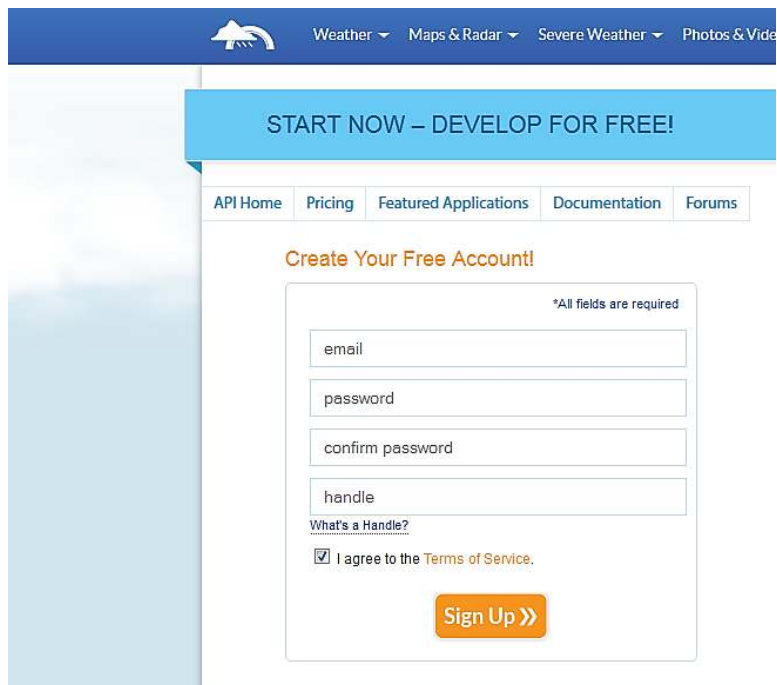 Weather Maps & Radar Severe Weather Photos & Vide
START NOW – DEVELOP FOR FREE!
API Home Pricing Featured Applications Documentation Forums
Create Your Free Account!
*All fields are required
email
password
confirm password
handle
What's a Handle?
I agree to the Terms of Service.
Sign Up